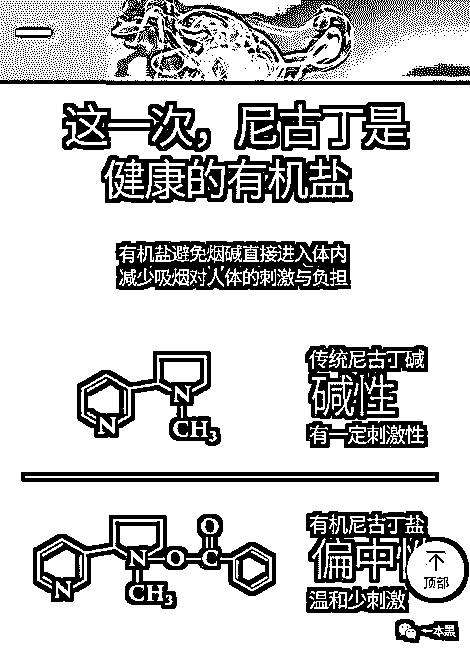 这一次，尼古丁是
健康的有机盐
有机盐避免烟碱直接进入体内
减少吸烟对人体的刺激与负担
传统尼古丁碱
碱性
有一定刺激性
N
N
CH3
有机尼古丁盐
偏中性
温和少刺激
O
N
N
O
C
CH3
顶部
一本黑